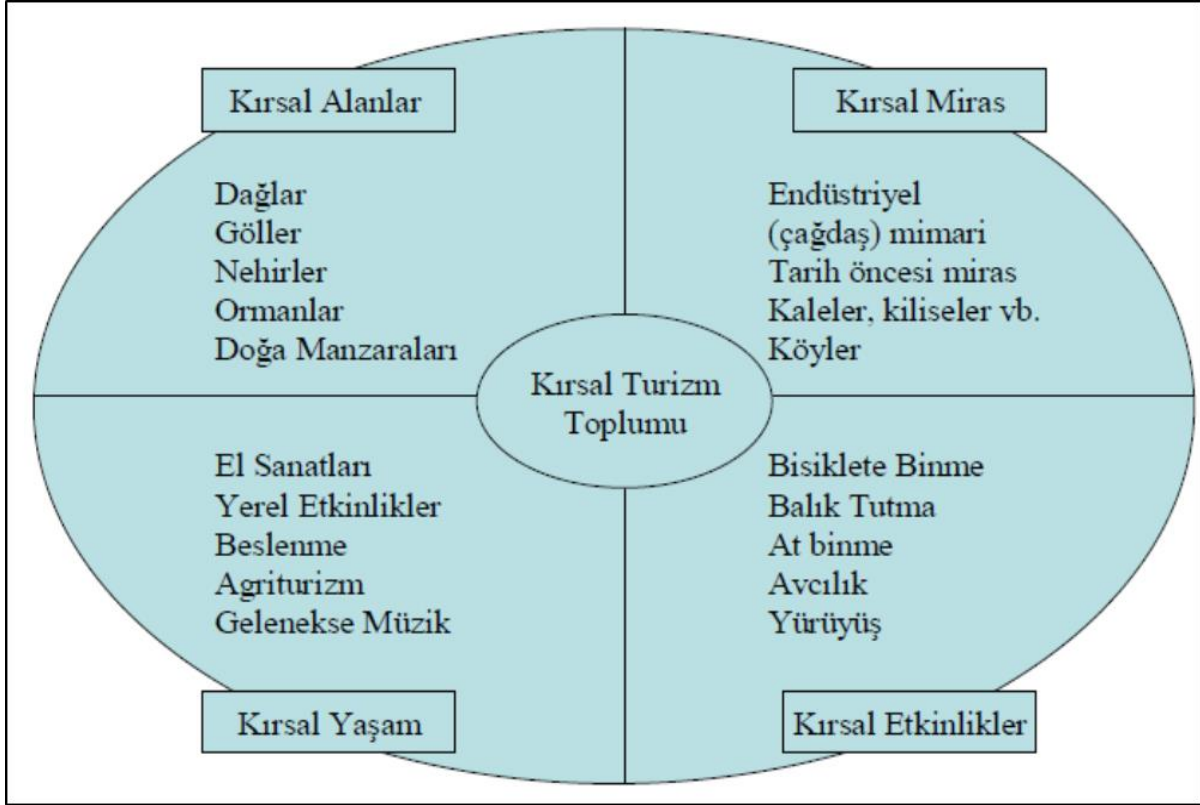 Kırsal Alanlar
Dağlar
Göller
Nehirler
Ormanlar
Doğa Manzaraları
Kırsal Miras
Endüstriyel
(çağdaş) mimari
Tarih öncesi miras
Kaleler, kiliseler vb.
Köyler
Kırsal Turizm
Toplumu
El Sanatları
Yerel Etkinlikler
Beslenme
Agriturizm
Gelenekse Müzik
Kırsal Yaşam
Bisiklete Binme
Balık Tutma
At binme
Avcılık
Yürüyüş
Kırsal Etkinlikler